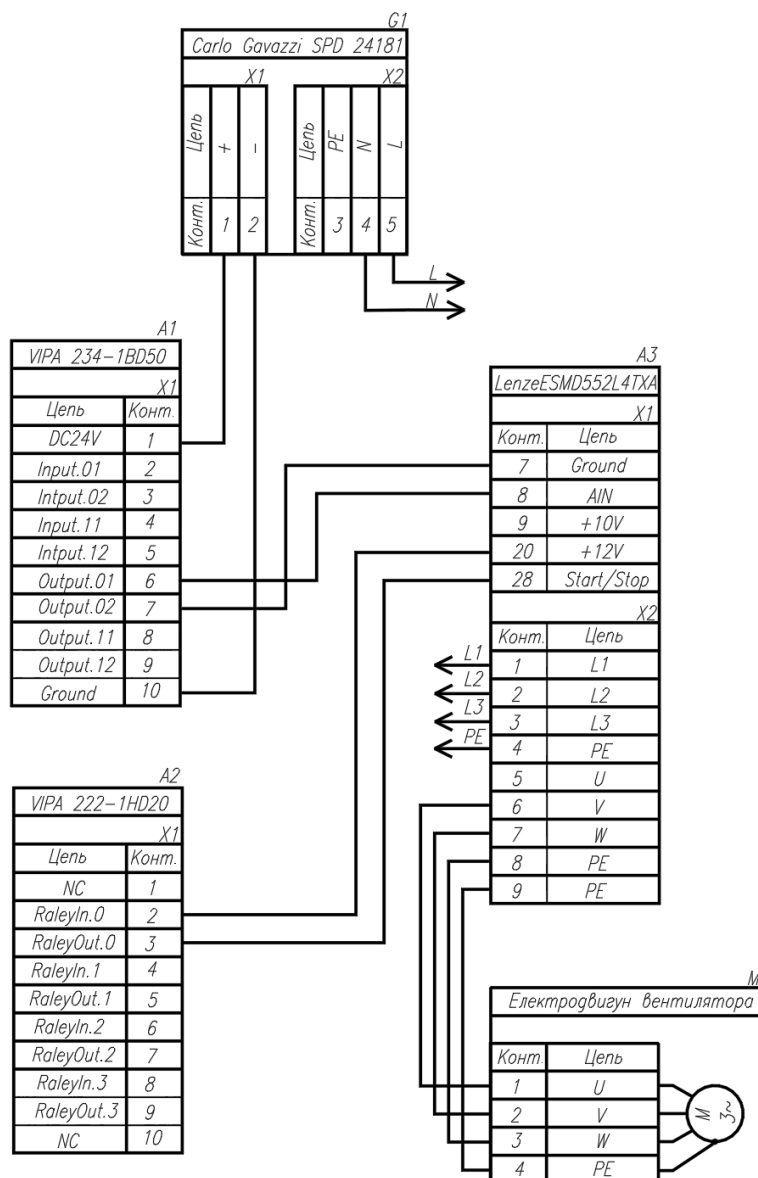 G1
Carlo Gavazzi SPD 24181
X1 X2
Цепь + - Цепь PE N L
Конт. 1 2 Конт. 3 4 5
L
N
A1
VIPA 234-1BD50
X1
Цепь Конт.
DC24V 1
Input.01 2
Intput.02 3
Input.11 4
Intput.12 5
Output.01 6
Output.02 7
Output.11 8
Output.12 9
Ground 10
A2
VIPA 222-1HD20
X1
Цепь Конт.
NC 1
RaleyIn.0 2
RaleyOut.0 3
RaleyIn.1 4
RaleyOut.1 5
RaleyIn.2 6
RaleyOut.2 7
RaleyIn.3 8
RaleyOut.3 9
NC 10
A3
LenzeESMD552L4TXA
X1
Конт. Цепь
7 Ground
8 AIN
9 +10V
20 +12V
28 Start/Stop
X2
Конт. Цепь
L1 1 L1
L2 2 L2
L3 3 L3
PE 4 PE
5 U
6 V
7 W
8 PE
9 PE
M
Електродвигун вентилятора
Конт. Цепь
1 U
2 V
3 W
4 PE
M 3~